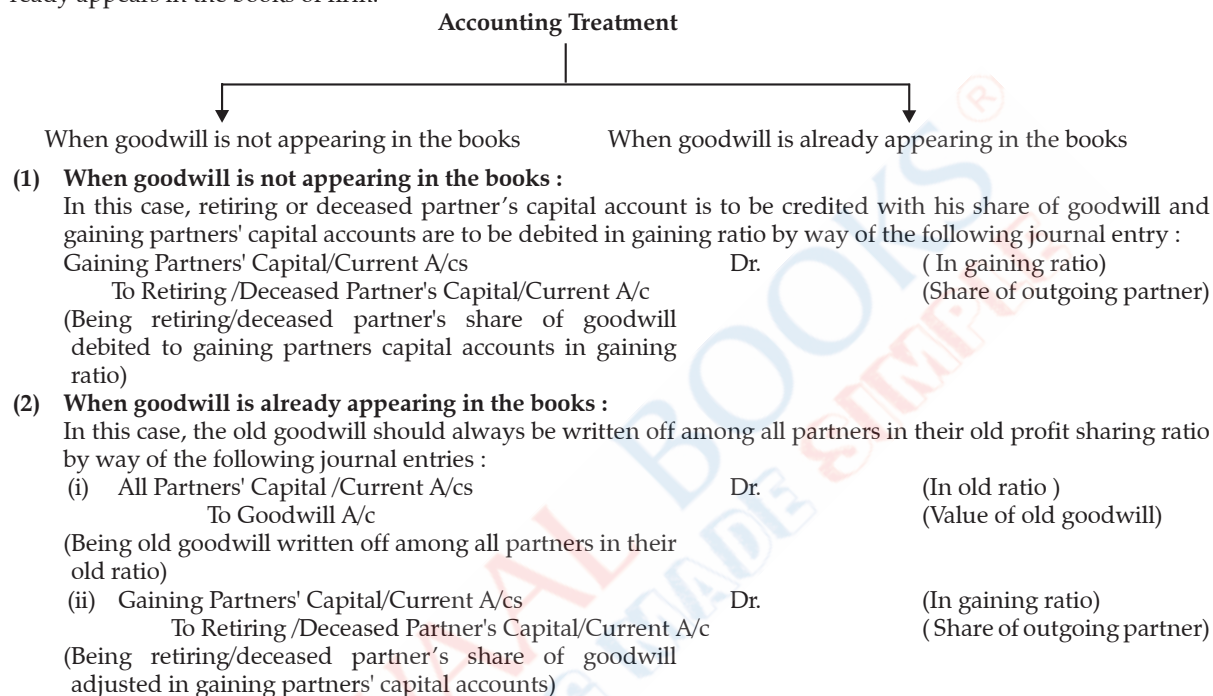 ready appears in the books of firm.
Accounting Treatment
When goodwill is not appearing in the books When goodwill is already appearing in the books
(1) When goodwill is not appearing in the books :
In this case, retiring or deceased partner's capital account is to be credited with his share of goodwill and
gaining partners' capital accounts are to be debited in gaining ratio by way of the following journal entry :
Gaining Partners' Capital/Current A/cs Dr. ( In gaining ratio)
To Retiring /Deceased Partner's Capital/Current A/c (Share of outgoing partner)
(Being retiring/deceased partner's share of goodwill
debited to gaining partners capital accounts in gaining
ratio)
(2) When goodwill is already appearing in the books :
In this case, the old goodwill should always be written off among all partners in their old profit sharing ratio
by way of the following journal entries :
(i) All Partners' Capital /Current A/cs Dr. (In old ratio )
To Goodwill A/c (Value of old goodwill)
(Being old goodwill written off among all partners in their
old ratio)
(ii) Gaining Partners' Capital/Current A/cs Dr. (In gaining ratio)
To Retiring /Deceased Partner's Capital/Current A/c ( Share of outgoing partner)
(Being retiring/deceased partner's share of goodwill
adjusted in gaining partners' capital accounts)
VAAL BOOKS ®
G MADE SIMPLE